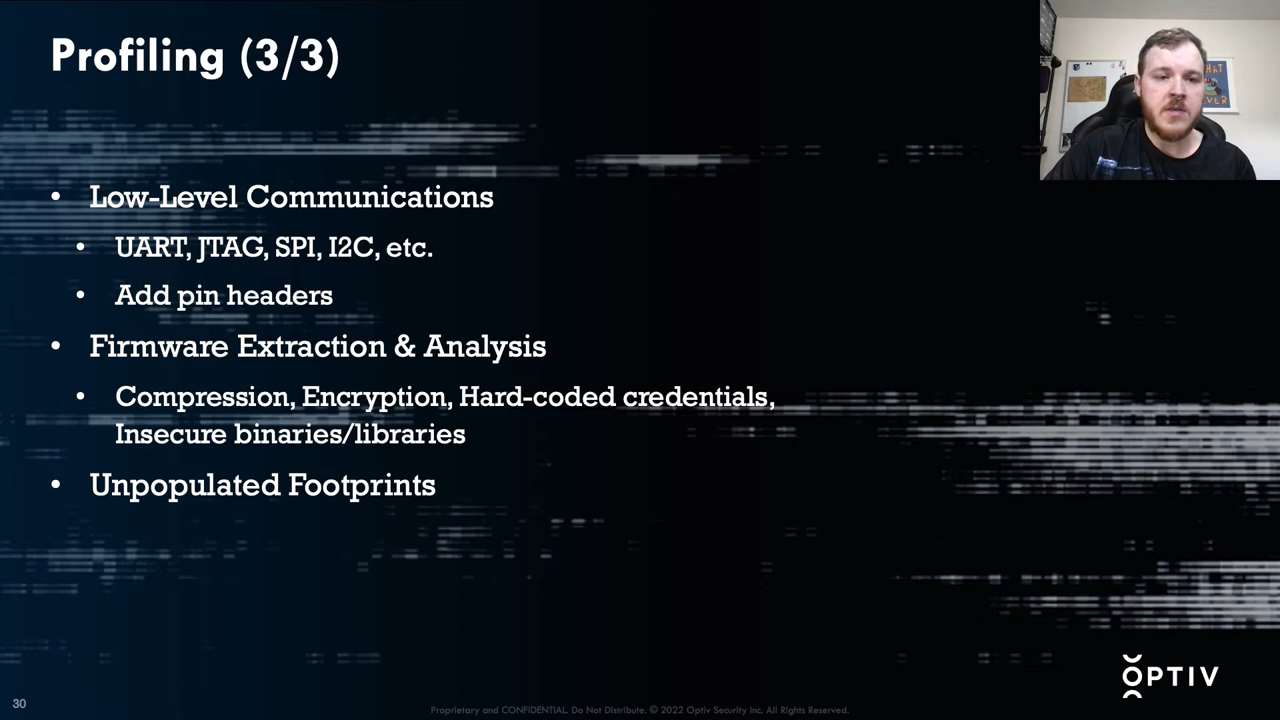 Profiling (3/3)
• Low-Level Communications
• UART, JTAG, SPI, I2C, etc.
• Add pin headers
• Firmware Extraction & Analysis
• Compression, Encryption, Hard-coded credentials,
Insecure binaries/libraries
• Unpopulated Footprints
OPTIV
30
Proprietary and CONFIDENTIAL. Do Not Distribute. © 2022 Optiv Security Inc. All Rights Reserved.